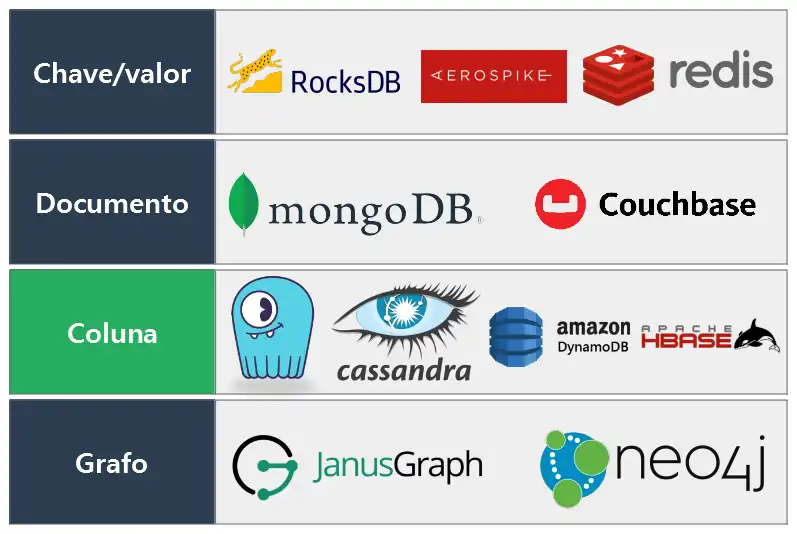 Chave/valor
RocksDB
AEROSPIKE
redis
Documento
mongoDB®
Couchbase
Coluna
cassandra
amazon
DynamoDB
APACHE
HBASE
Grafo
JanusGraph
neo4j